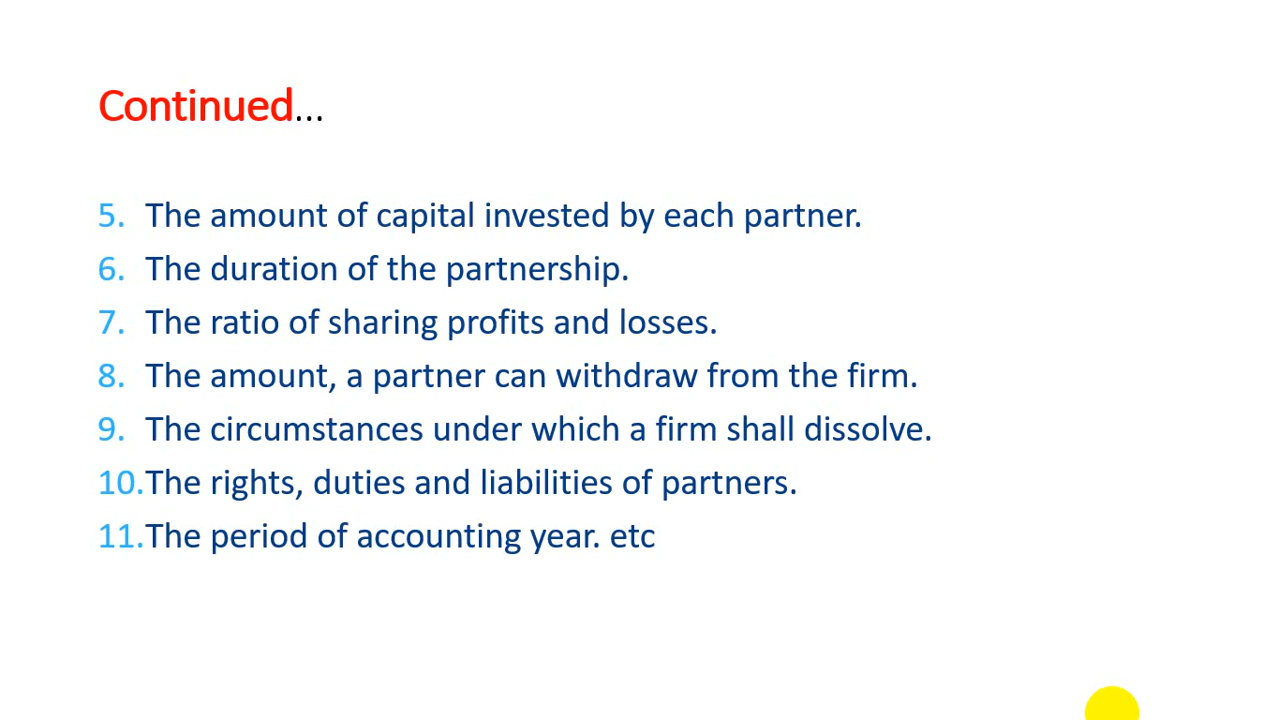 Continued...
5. The amount of capital invested by each partner.
6. The duration of the partnership.
7. The ratio of sharing profits and losses.
8. The amount, a partner can withdraw from the firm.
9. The circumstances under which a firm shall dissolve.
10.The rights, duties and liabilities of partners.
11.The period of accounting year. etc